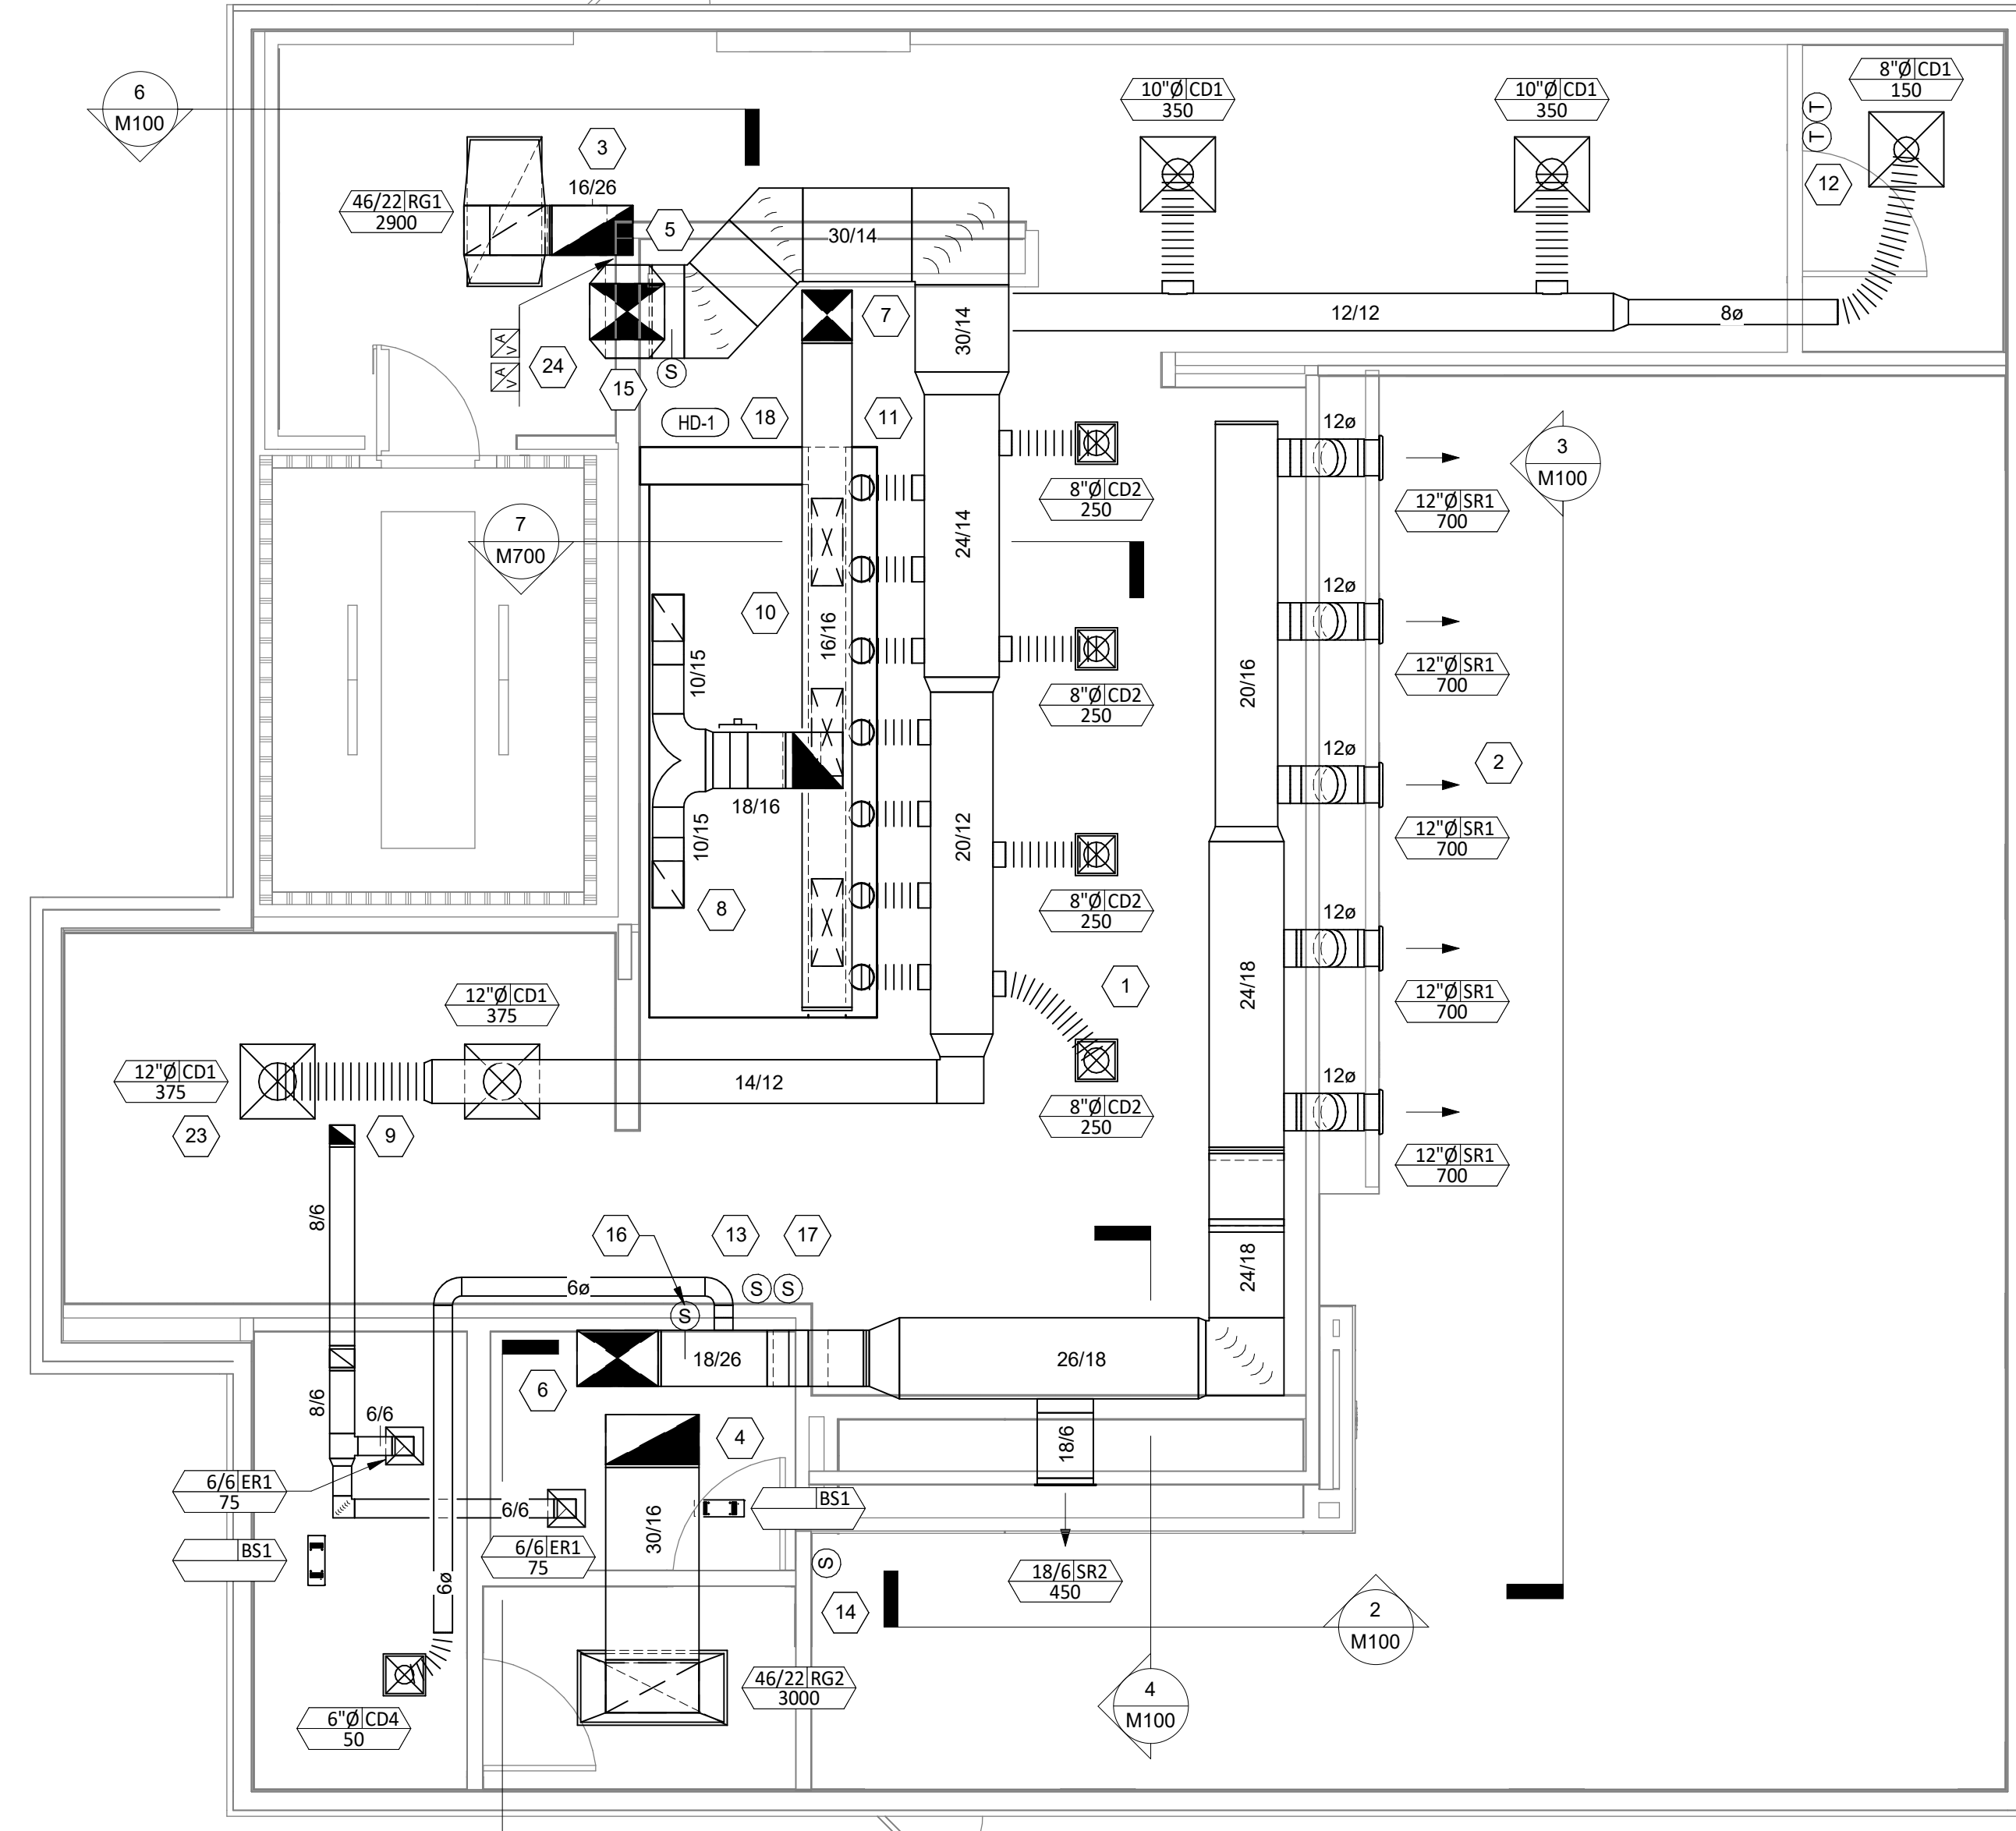 6
M100
10"Ø CD1
350
10"Ø CD1
350
8"Ø CD1
150
T
T
12
3
16/26
46/22 RG1
2900
5
30/14
7
30/14
12/12
8ø
A
V
A
V
24
15
S
HD-1
18
11
12ø
3
M100
8"Ø CD2
250
12"Ø SR1
700
7
M700
24/14
10
16/16
10/15
12ø
12"Ø SR1
700
8"Ø CD2
250
20/16
12ø
2
18/16
10/15
20/12
12"Ø SR1
700
8
8"Ø CD2
250
12ø
1
24/18
12"Ø SR1
700
12"Ø CD1
375
12"Ø CD1
375
14/12
12ø
23
9
8"Ø CD2
250
12"Ø SR1
700
8/6
16
13
17
24/18
6ø
S
S
S
18/26
26/18
6
8/6
6/6
4
18/6
6/6 ER1
75
6/6
30/16
BS1
BS1
6/6 ER1
75
S
18/6 SR2
450
6ø
14
2
M100
46/22 RG2
3000
4
M100
6"Ø CD4
50